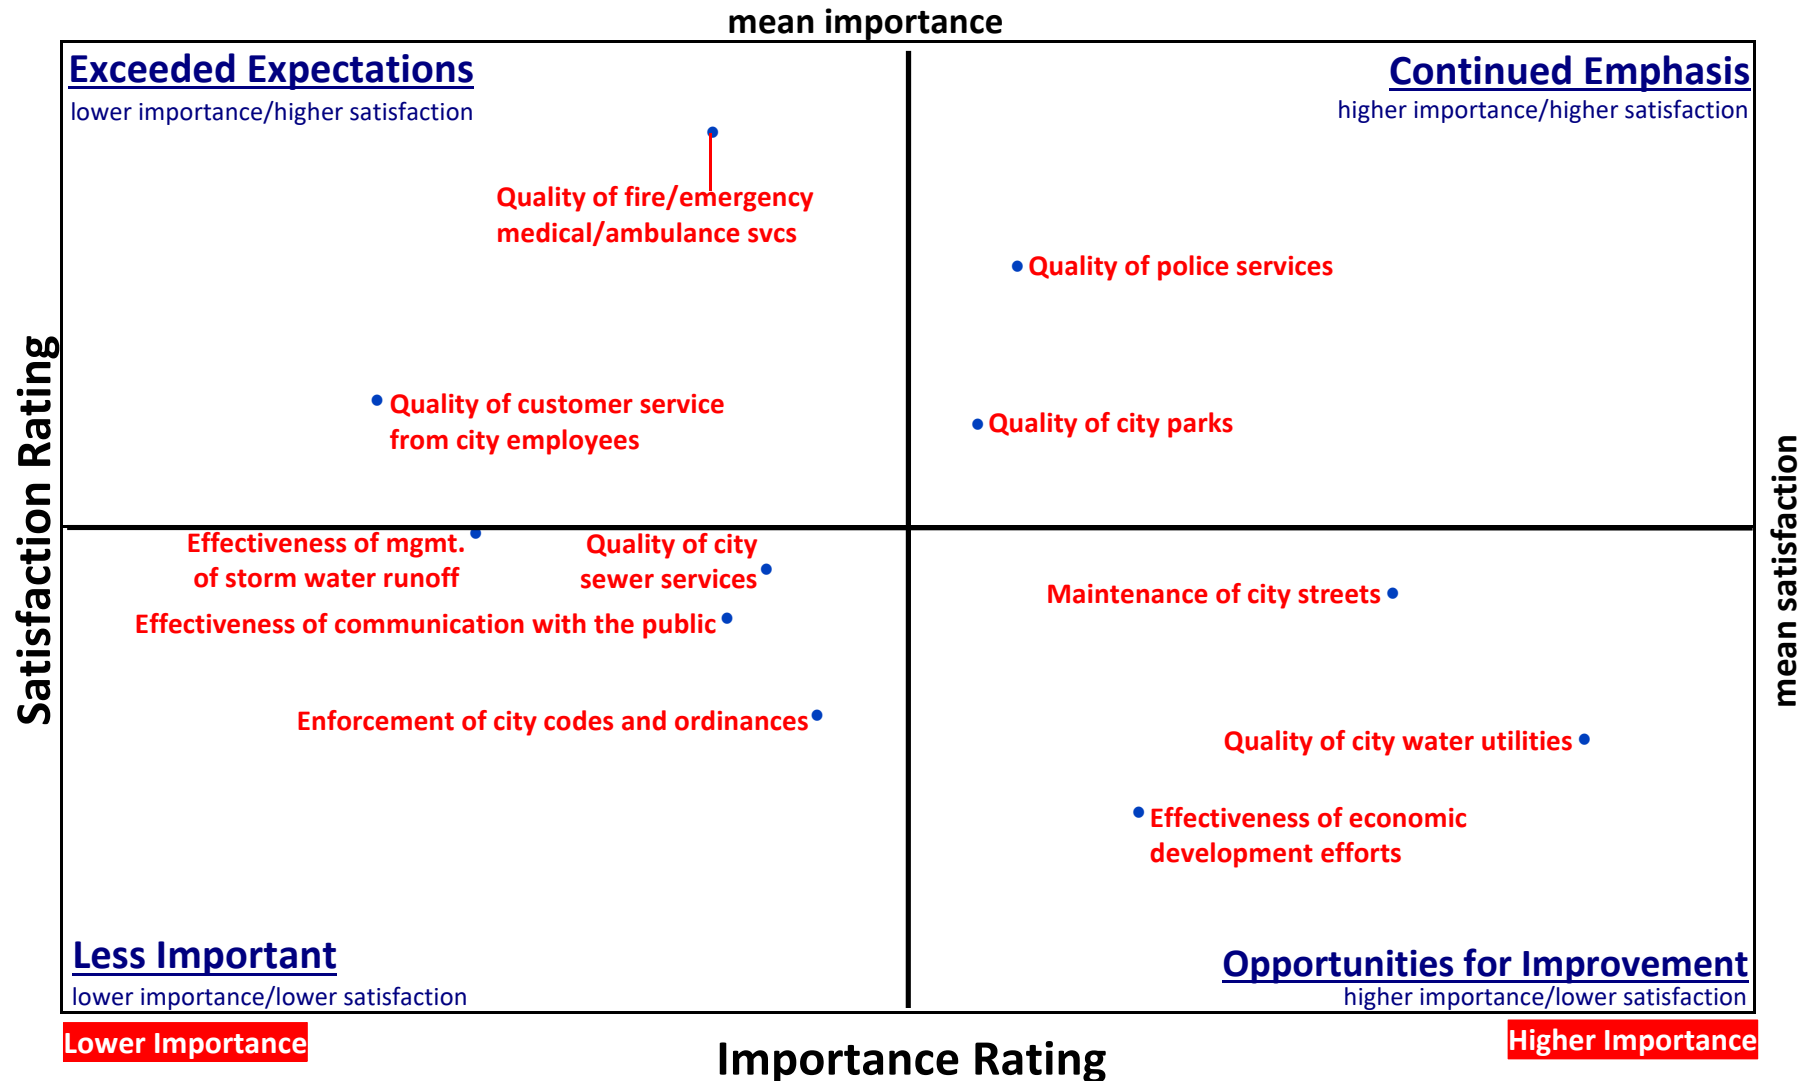 mean importance
Exceeded Expectations
lower importance/higher satisfaction
Continued Emphasis
higher importance/higher satisfaction
Quality of fire/emergency
medical/ambulance svcs
Quality of police services
Quality of customer service
from city employees
Quality of city parks
Satisfaction Rating
mean satisfaction
Effectiveness of mgmt.
of storm water runoff
Quality of city
sewer services
Effectiveness of communication with the public
Enforcement of city codes and ordinances
Maintenance of city streets
Quality of city water utilities
Effectiveness of economic
development efforts
Less Important
lower importance/lower satisfaction
Opportunities for Improvement
higher importance/lower satisfaction
Lower Importance
Importance Rating
Higher Importance